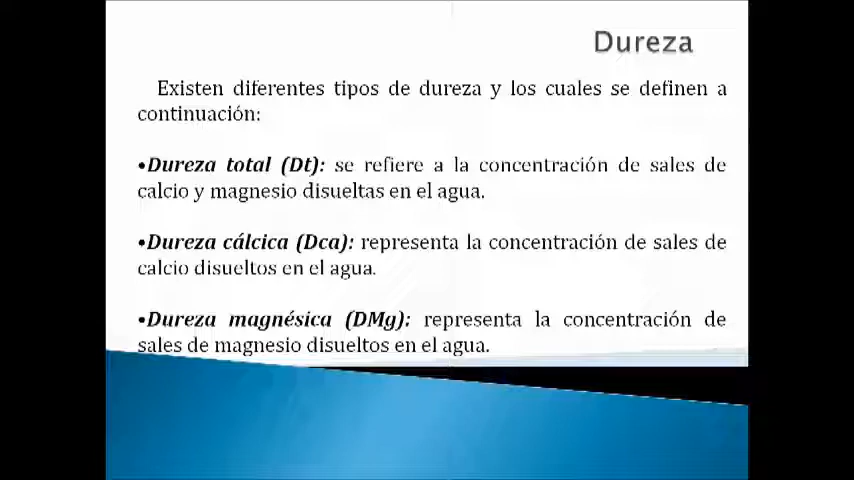 Dureza
Existen diferentes tipos de dureza y los cuales se definen a
continuación:
•Dureza total (Dt): se refiere a la concentración de sales de
calcio y magnesio disueltas en el agua.
•Dureza cálcica (Dca): representa la concentración de sales de
calcio disueltos en el agua.
•Dureza magnésica (DMg): representa la concentración de
sales de magnesio disueltos en el agua.